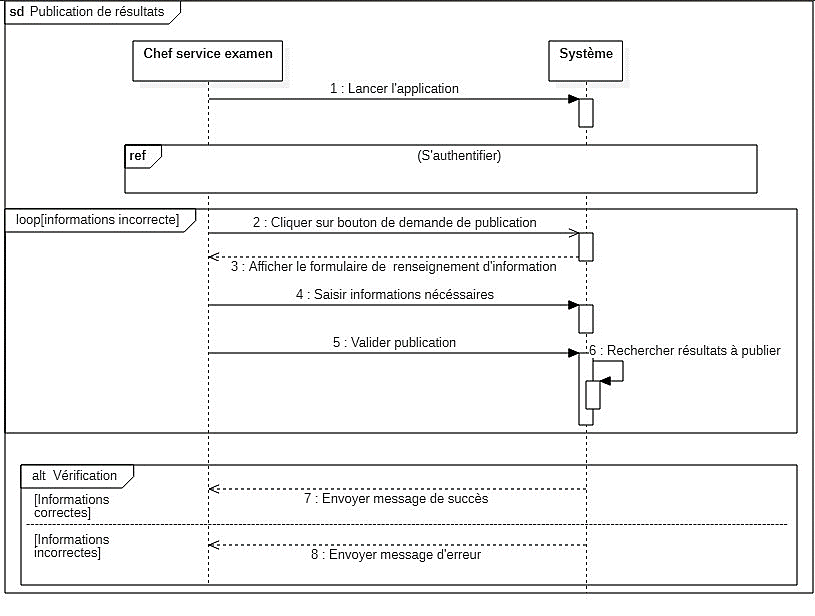 sd Publication de résultats
Chef service examen
Système
1 : Lancer l'application
ref
(S'authentifier)
loop[informations incorrecte]
2 : Cliquer sur bouton de demande de publication
3 : Afficher le formulaire de renseignement d'information
4 : Saisir informations nécéssaires
5 : Valider publication
6 : Rechercher résultats à publier
alt Vérification
[Informations
correctes]
7 : Envoyer message de succès
[Informations
incorrectes]
8 : Envoyer message d'erreur